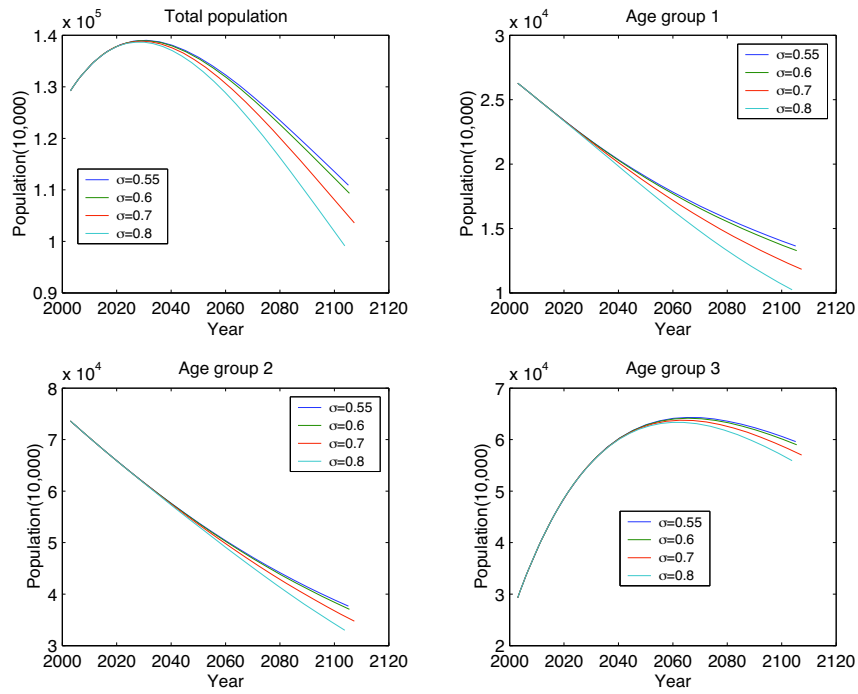 Total population
x 10^5
1.4
1.3
1.2
1.1
1
0.9
Population(10,000)
σ=0.55
σ=0.6
σ=0.7
σ=0.8
2000 2020 2040 2060 2080 2100 2120
Year
Age group 1
x 10^4
3
2.5
2
1.5
1
Population(10,000)
σ=0.55
σ=0.6
σ=0.7
σ=0.8
2000 2020 2040 2060 2080 2100 2120
Year
Age group 2
x 10^4
8
7
6
5
4
3
Population(10,000)
σ=0.55
σ=0.6
σ=0.7
σ=0.8
2000 2020 2040 2060 2080 2100 2120
Year
Age group 3
x 10^4
7
6
5
4
3
2
Population(10,000)
σ=0.55
σ=0.6
σ=0.7
σ=0.8
2000 2020 2040 2060 2080 2100 2120
Year